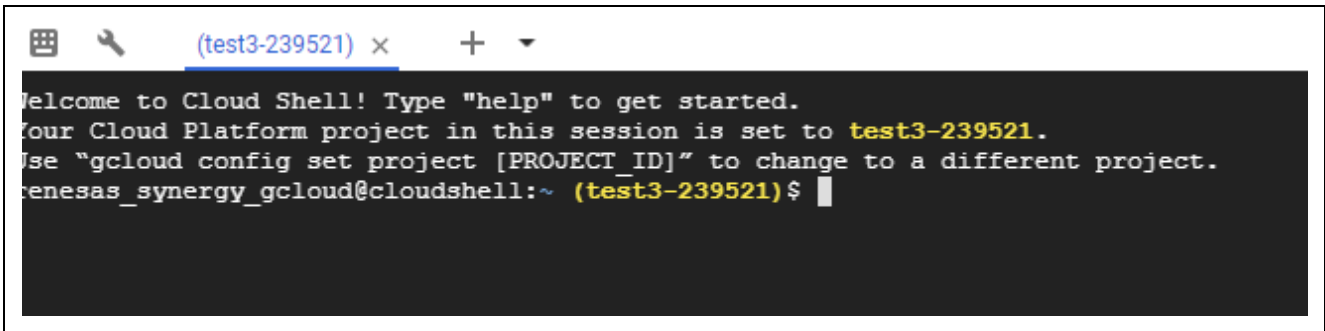 (test3-239521)
Welcome to Cloud Shell! Type "help" to get started.
Your Cloud Platform project in this session is set to test3-239521.
Use “gcloud config set project [PROJECT_ID]” to change to a different project.
renesas_synergy_gcloud@cloudshell:~ (test3-239521)$